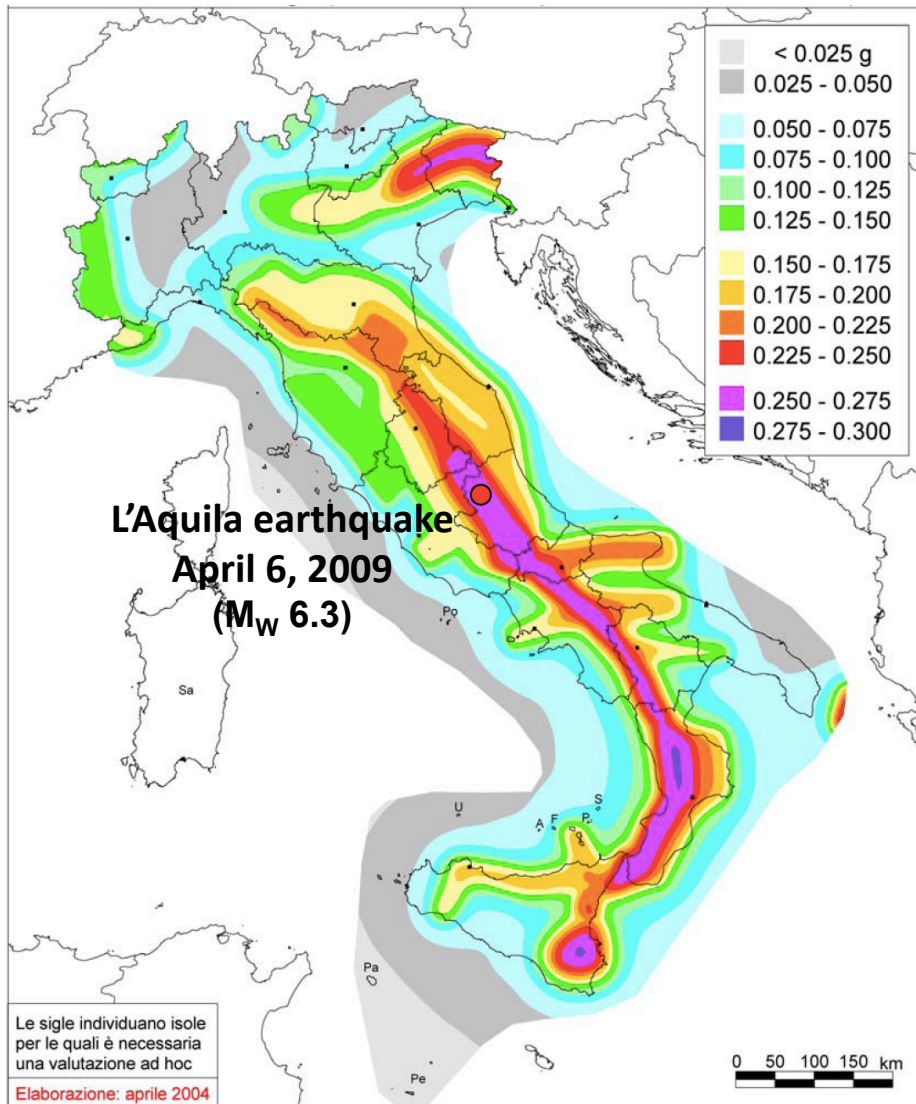 < 0.025 g
0.025 - 0.050
0.050 - 0.075
0.075 - 0.100
0.100 - 0.125
0.125 - 0.150
0.150 - 0.175
0.175 - 0.200
0.200 - 0.225
0.225 - 0.250
0.250 - 0.275
0.275 - 0.300
L’Aquila earthquake
April 6, 2009
(Mw 6.3)
Po
Sa
U
A
F
P
S
Pa
Pe
Le sigle individuano isole
per le quali è necessaria
una valutazione ad hoc
Elaborazione: aprile 2004
0 50 100 150 km